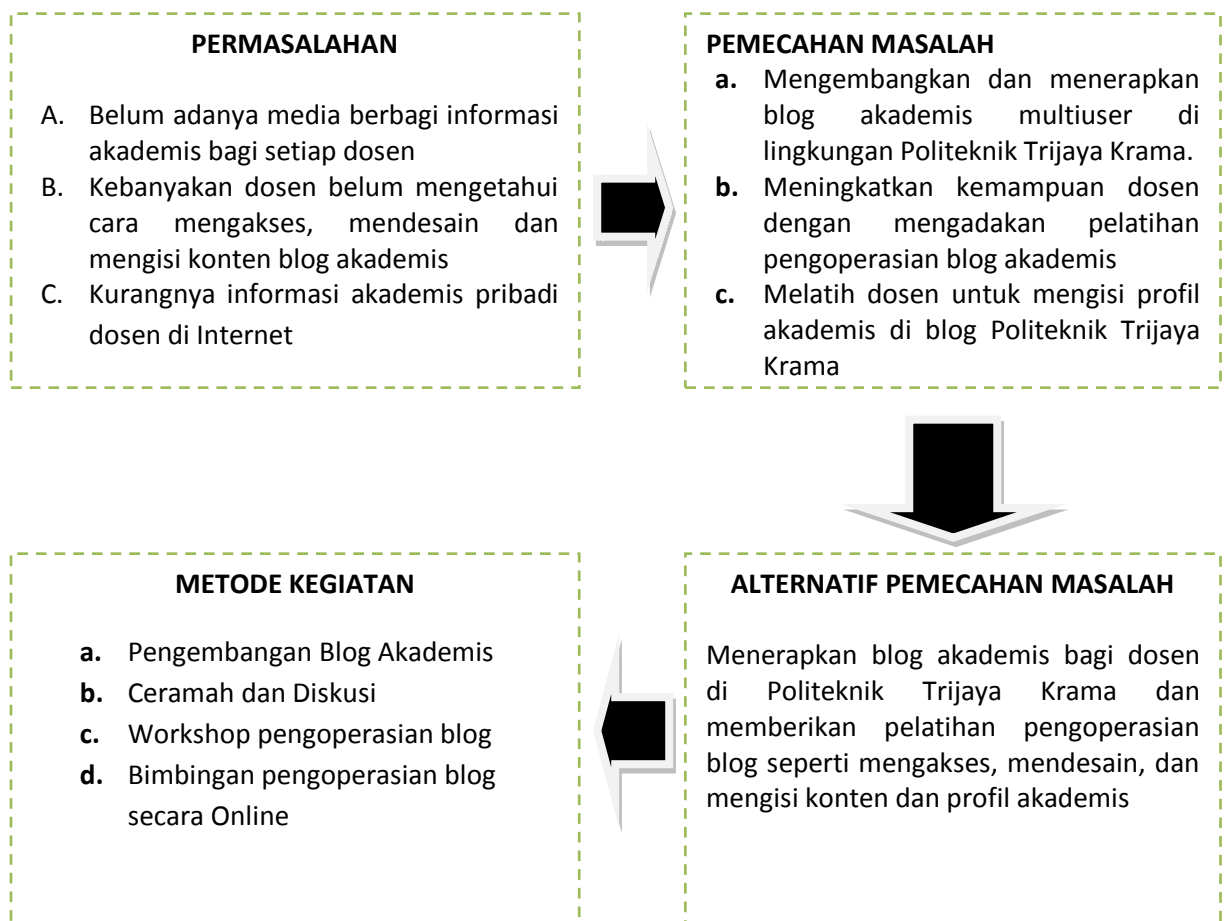 PERMASALAHAN
A. Belum adanya media berbagi informasi
akademis bagi setiap dosen
B. Kebanyakan dosen belum mengetahui
cara mengakses, mendesain dan
mengisi konten blog akademis
C. Kurangnya informasi akademis pribadi
dosen di Internet
PEMECAHAN MASALAH
a. Mengembangkan dan menerapkan
blog akademis multiuser di
lingkungan Politeknik Trijaya Krama.
b. Meningkatkan kemampuan dosen
dengan mengadakan pelatihan
pengoperasian blog akademis
c. Melatih dosen untuk mengisi profil
akademis di blog Politeknik Trijaya
Krama
ALTERNATIF PEMECAHAN MASALAH
Menerapkan blog akademis bagi dosen
di Politeknik Trijaya Krama dan
memberikan pelatihan pengoperasian
blog seperti mengakses, mendesain, dan
mengisi konten dan profil akademis
METODE KEGIATAN
a. Pengembangan Blog Akademis
b. Ceramah dan Diskusi
c. Workshop pengoperasian blog
d. Bimbingan pengoperasian blog
secara Online